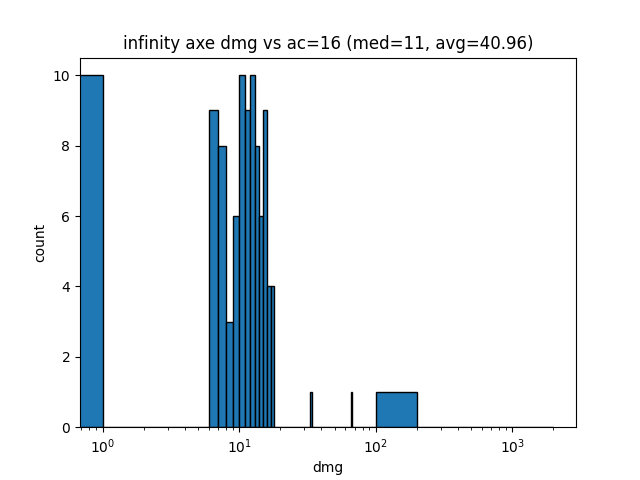 infinity axe dmg vs ac=16 (med=11, avg=40.96)
10
8
6
4
2
0
count
10⁰ 10¹ 10² 10³
dmg